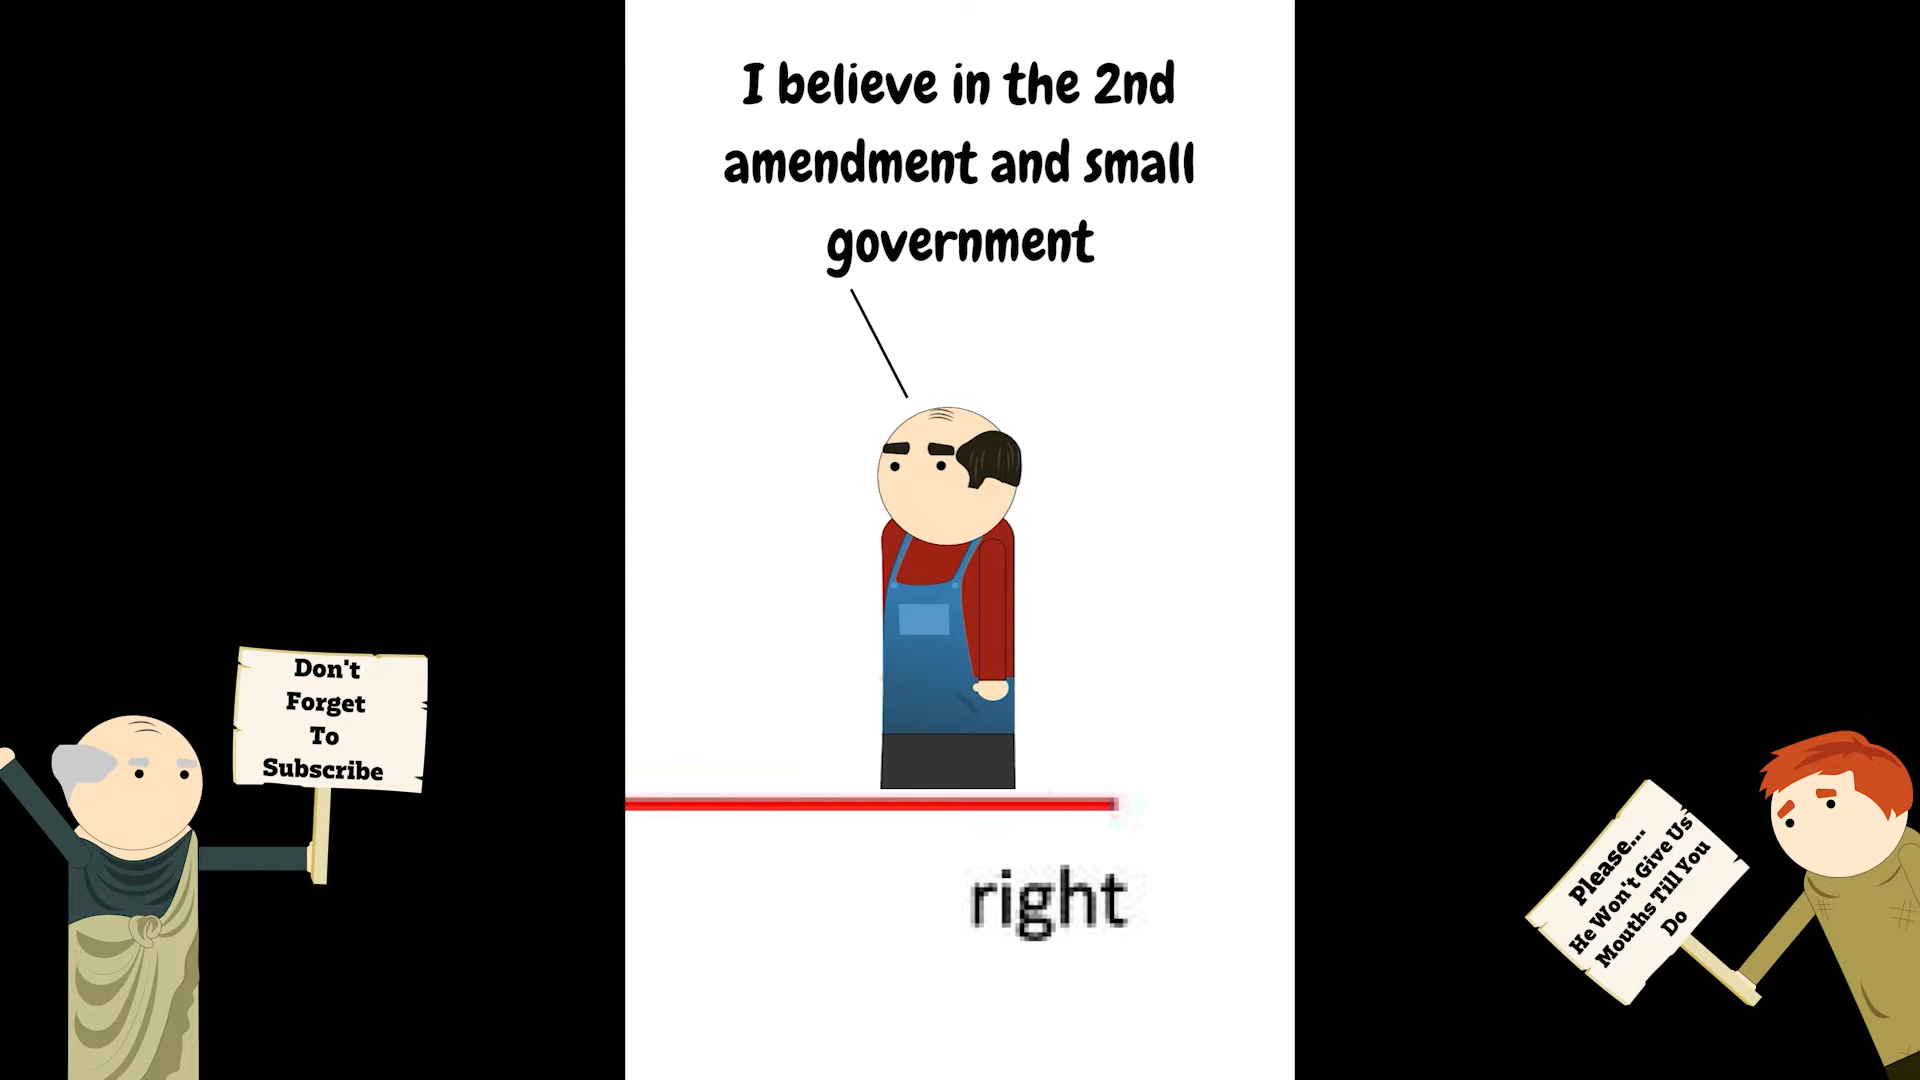 I believe in the 2nd
amendment and small
government
Don't
Forget
To
Subscribe
Please...
He Won't Give Us
Mouths Till You
Do
right